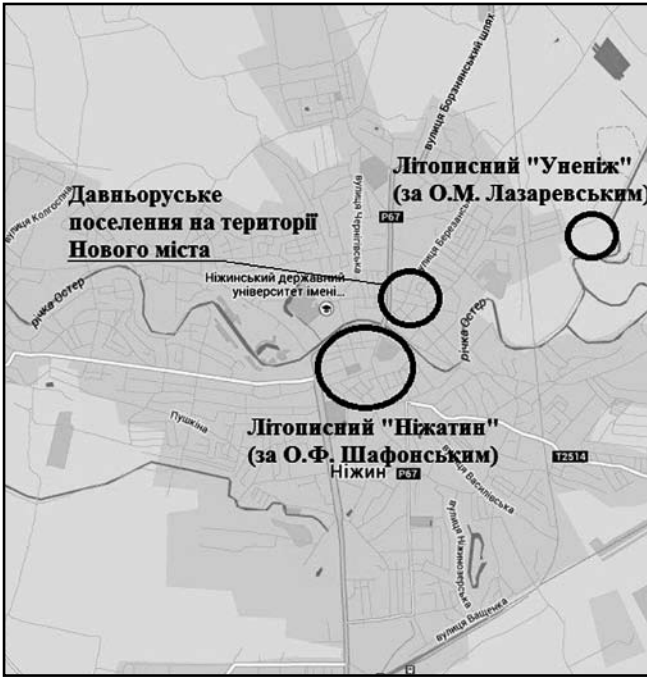 вулиця Борзнянський шлях
Літописний "Уненіж"
(за О.М. Лазаревським)
вулиця Колгоспна
Давньоруське
поселення на території
Нового міста
вулиця Чернігівська
P67
вулиця Березанська
Ніжинський державний
університет імені...
річка Остер
річка Остер
Пушкіна
Літописний "Ніжатин"
(за О.Ф. Шафонським)
Ніжин P67
T2514
вулиця Василівська
вулиця Ніжиноозерська
вулиця Ващенка